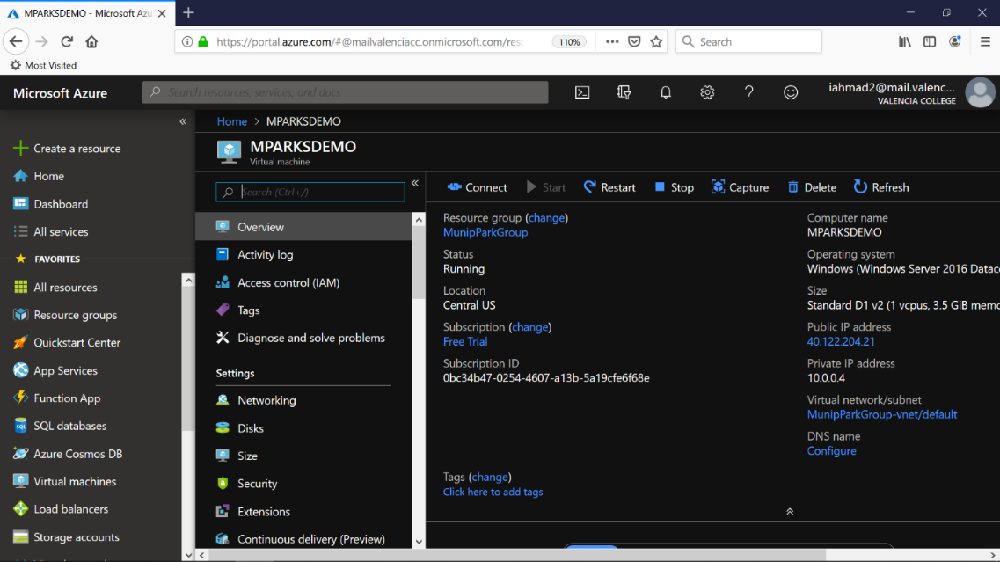 MPARKSDEMO - Microsoft Azu
https://portal.azure.com/#@mailvalenciacc.onmicrosoft.com/res
110%
Search
Most Visited
Microsoft Azure
Search resources, services, and docs
iahmad2@mail.valenc...
VALENCIA COLLEGE
Create a resource
Home
Dashboard
All services
FAVORITES
All resources
Resource groups
Quickstart Center
App Services
Function App
SQL databases
Azure Cosmos DB
Virtual machines
Load balancers
Storage accounts
Home > MPARKSDEMO
MPARKSDEMO
Virtual machine
Search (Ctrl+/)
Overview
Activity log
Access control (IAM)
Tags
Diagnose and solve problems
Settings
Networking
Disks
Size
Security
Extensions
Continuous delivery (Preview)
Connect Start Restart Stop Capture Delete Refresh
Resource group (change)
MunipParkGroup
Status
Running
Location
Central US
Subscription (change)
Free Trial
Subscription ID
0bc34b47-0254-4607-a13b-5a19cfe6f68e
Tags (change)
Click here to add tags
Computer name
MPARKSDEMO
Operating system
Windows (Windows Server 2016 Datace
Size
Standard D1 v2 (1 vcpus, 3.5 GiB memo
Public IP address
40.122.204.21
Private IP address
10.0.0.4
Virtual network/subnet
MunipParkGroup-vnet/default
DNS name
Configure